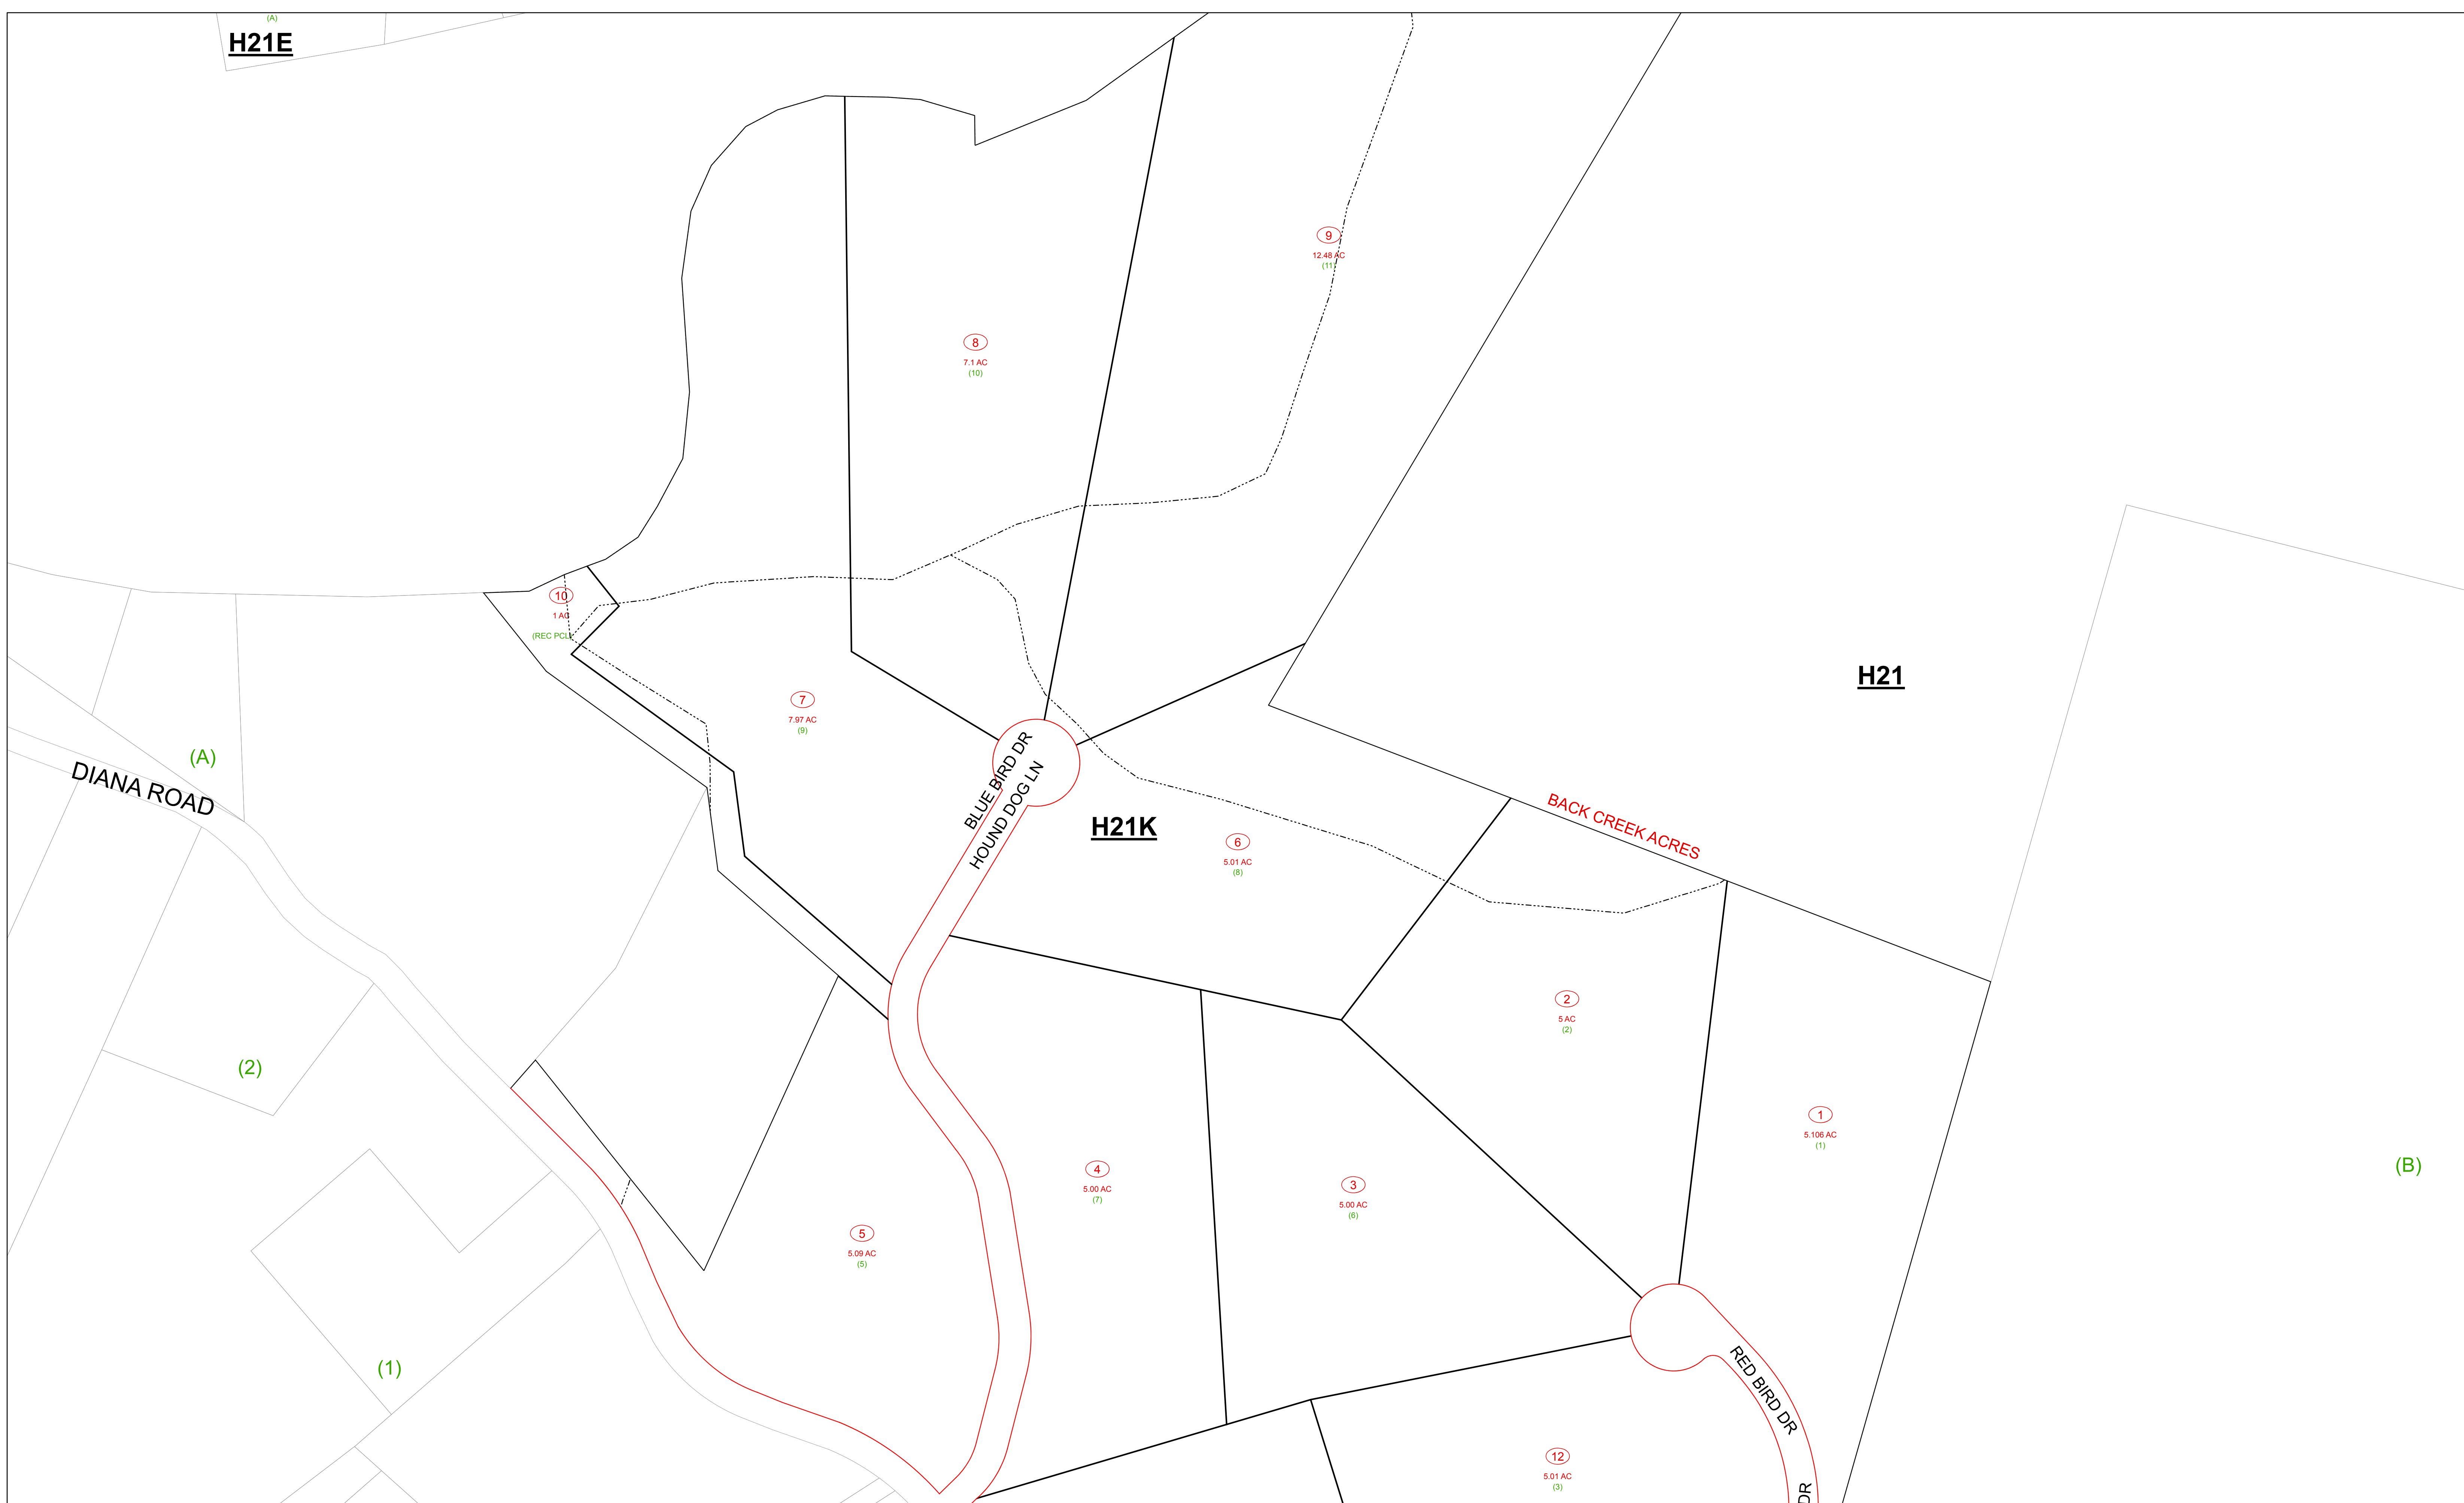 (A)
H21E
9
12.48 AC
(11)
8
7.1 AC
(10)
10
1 AC
(REC PCL)
H21
7
7.97 AC
(9)
BLUE BIRD DR
HOUND DOG LN
(A)
DIANA ROAD
H21K
BACK CREEK ACRES
6
5.01 AC
(8)
2
5 AC
(2)
(2)
1
5.106 AC
(1)
4
5.00 AC
(7)
3
5.00 AC
(6)
(B)
5
5.09 AC
(5)
(1)
RED BIRD DR
12
5.01 AC
(3)
DR